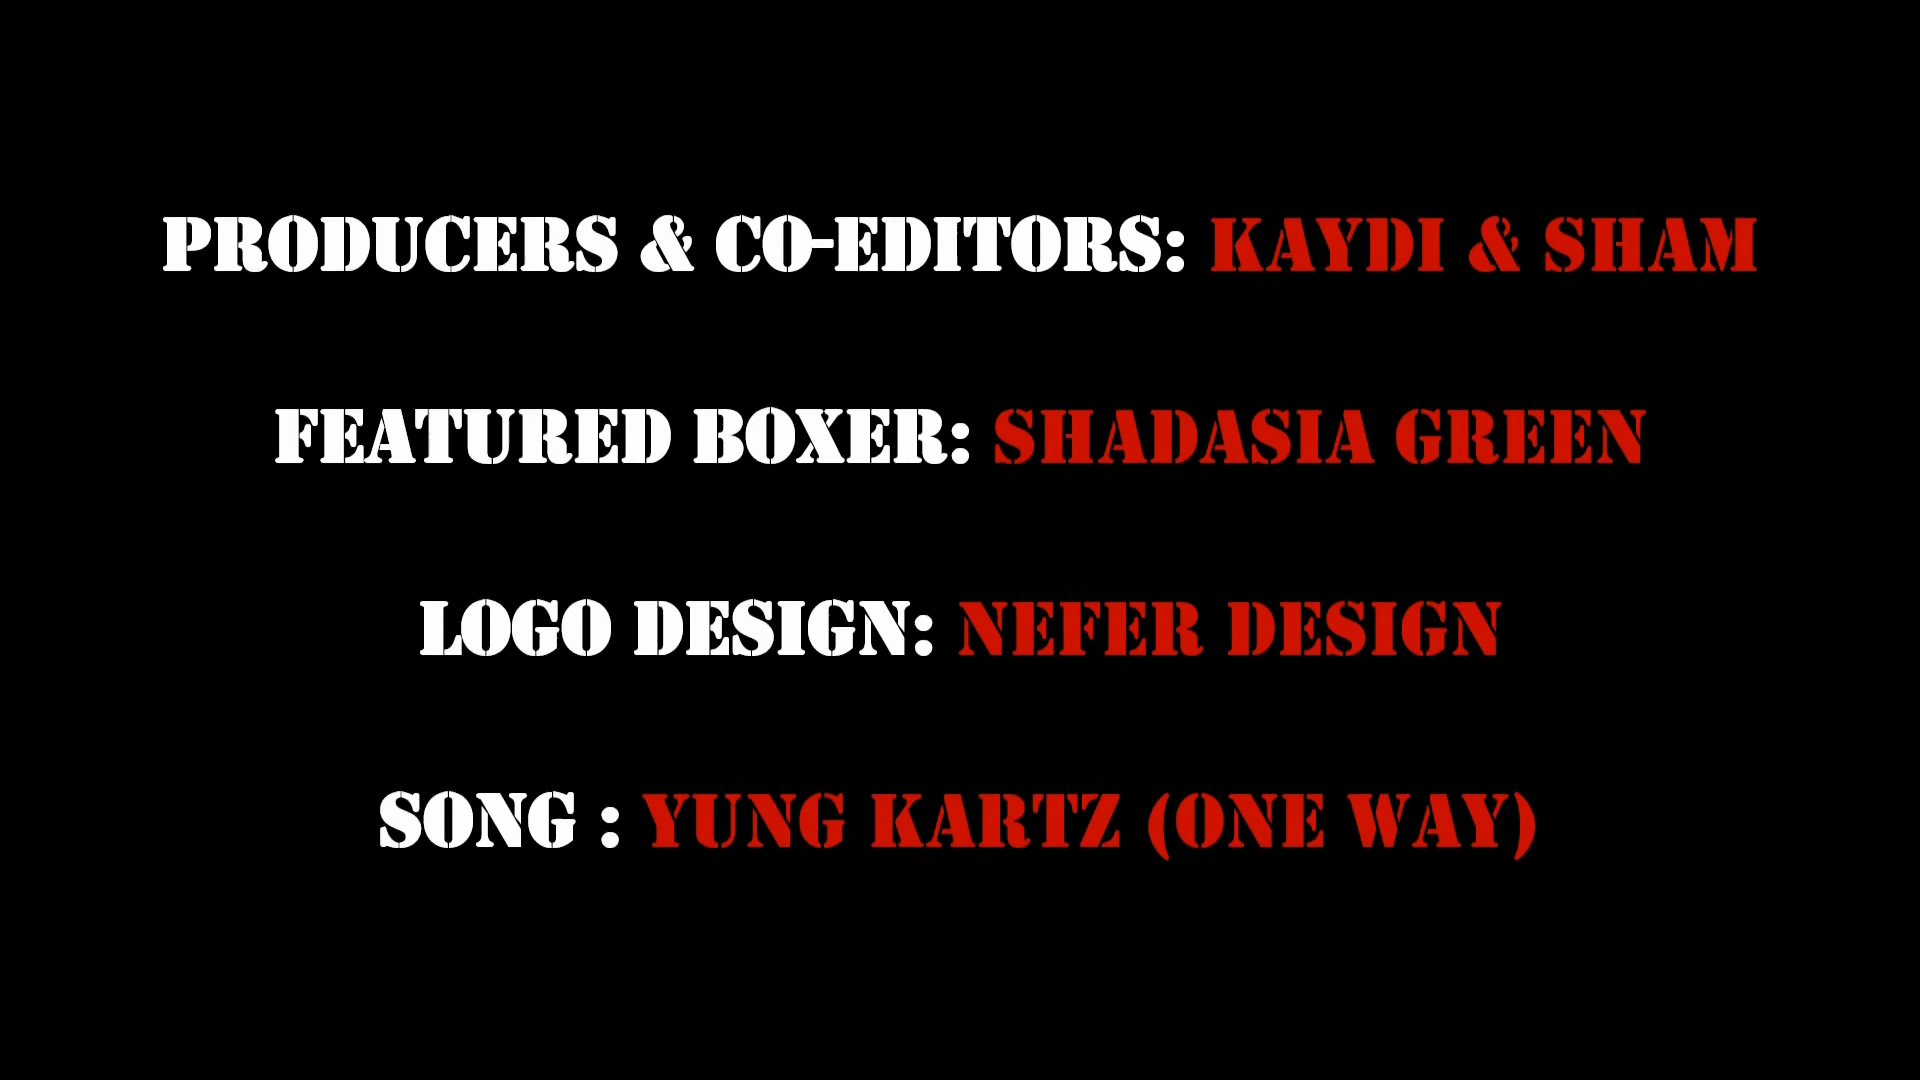 PRODUCERS & CO-EDITORS: KAYDI & SHAM
FEATURED BOXER: SHADASIA GREEN
LOGO DESIGN: NEFER DESIGN
SONG : YUNG KARTZ (ONE WAY)